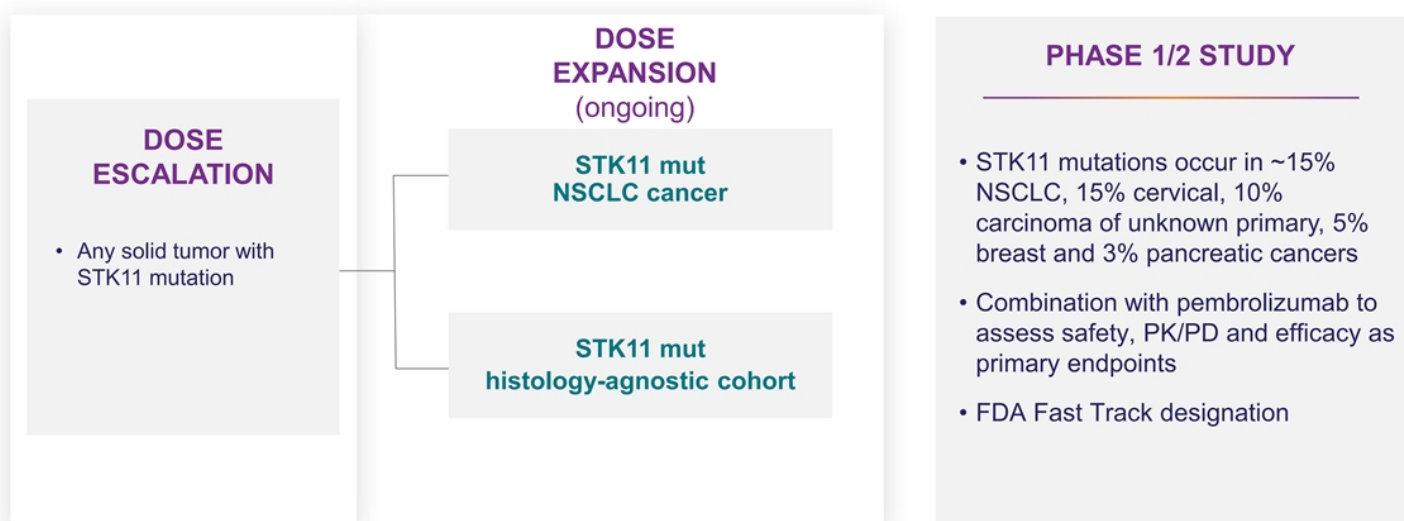 DOSE
ESCALATION
• Any solid tumor with
STK11 mutation
DOSE
EXPANSION
(ongoing)
STK11 mut
NSCLC cancer
STK11 mut
histology-agnostic cohort
PHASE 1/2 STUDY
• STK11 mutations occur in ~15%
NSCLC, 15% cervical, 10%
carcinoma of unknown primary, 5%
breast and 3% pancreatic cancers
• Combination with pembrolizumab to
assess safety, PK/PD and efficacy as
primary endpoints
• FDA Fast Track designation